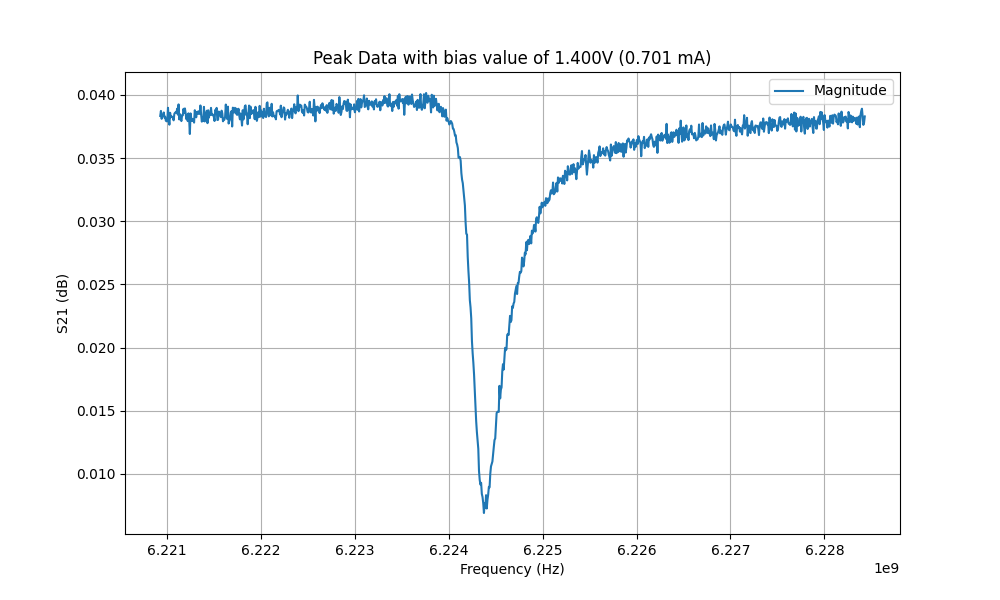 Peak Data with bias value of 1.400V (0.701 mA)
Magnitude
0.040
0.035
0.030
0.025
0.020
0.015
0.010
S21 (dB)
6.221 6.222 6.223 6.224 6.225 6.226 6.227 6.228
Frequency (Hz)
1e9